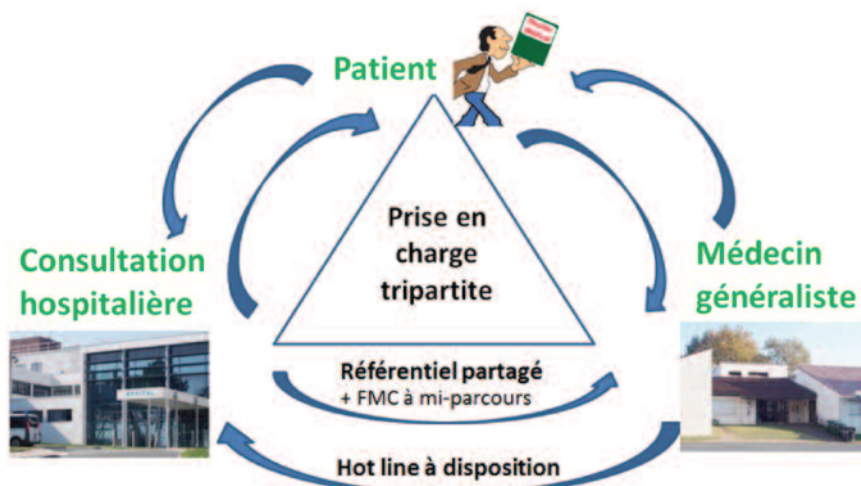 Patient
Prise en
charge
tripartite
Consultation
hospitalière
Médecin
généraliste
Référentiel partagé
+ FMC à mi-parcours
Hot line à disposition